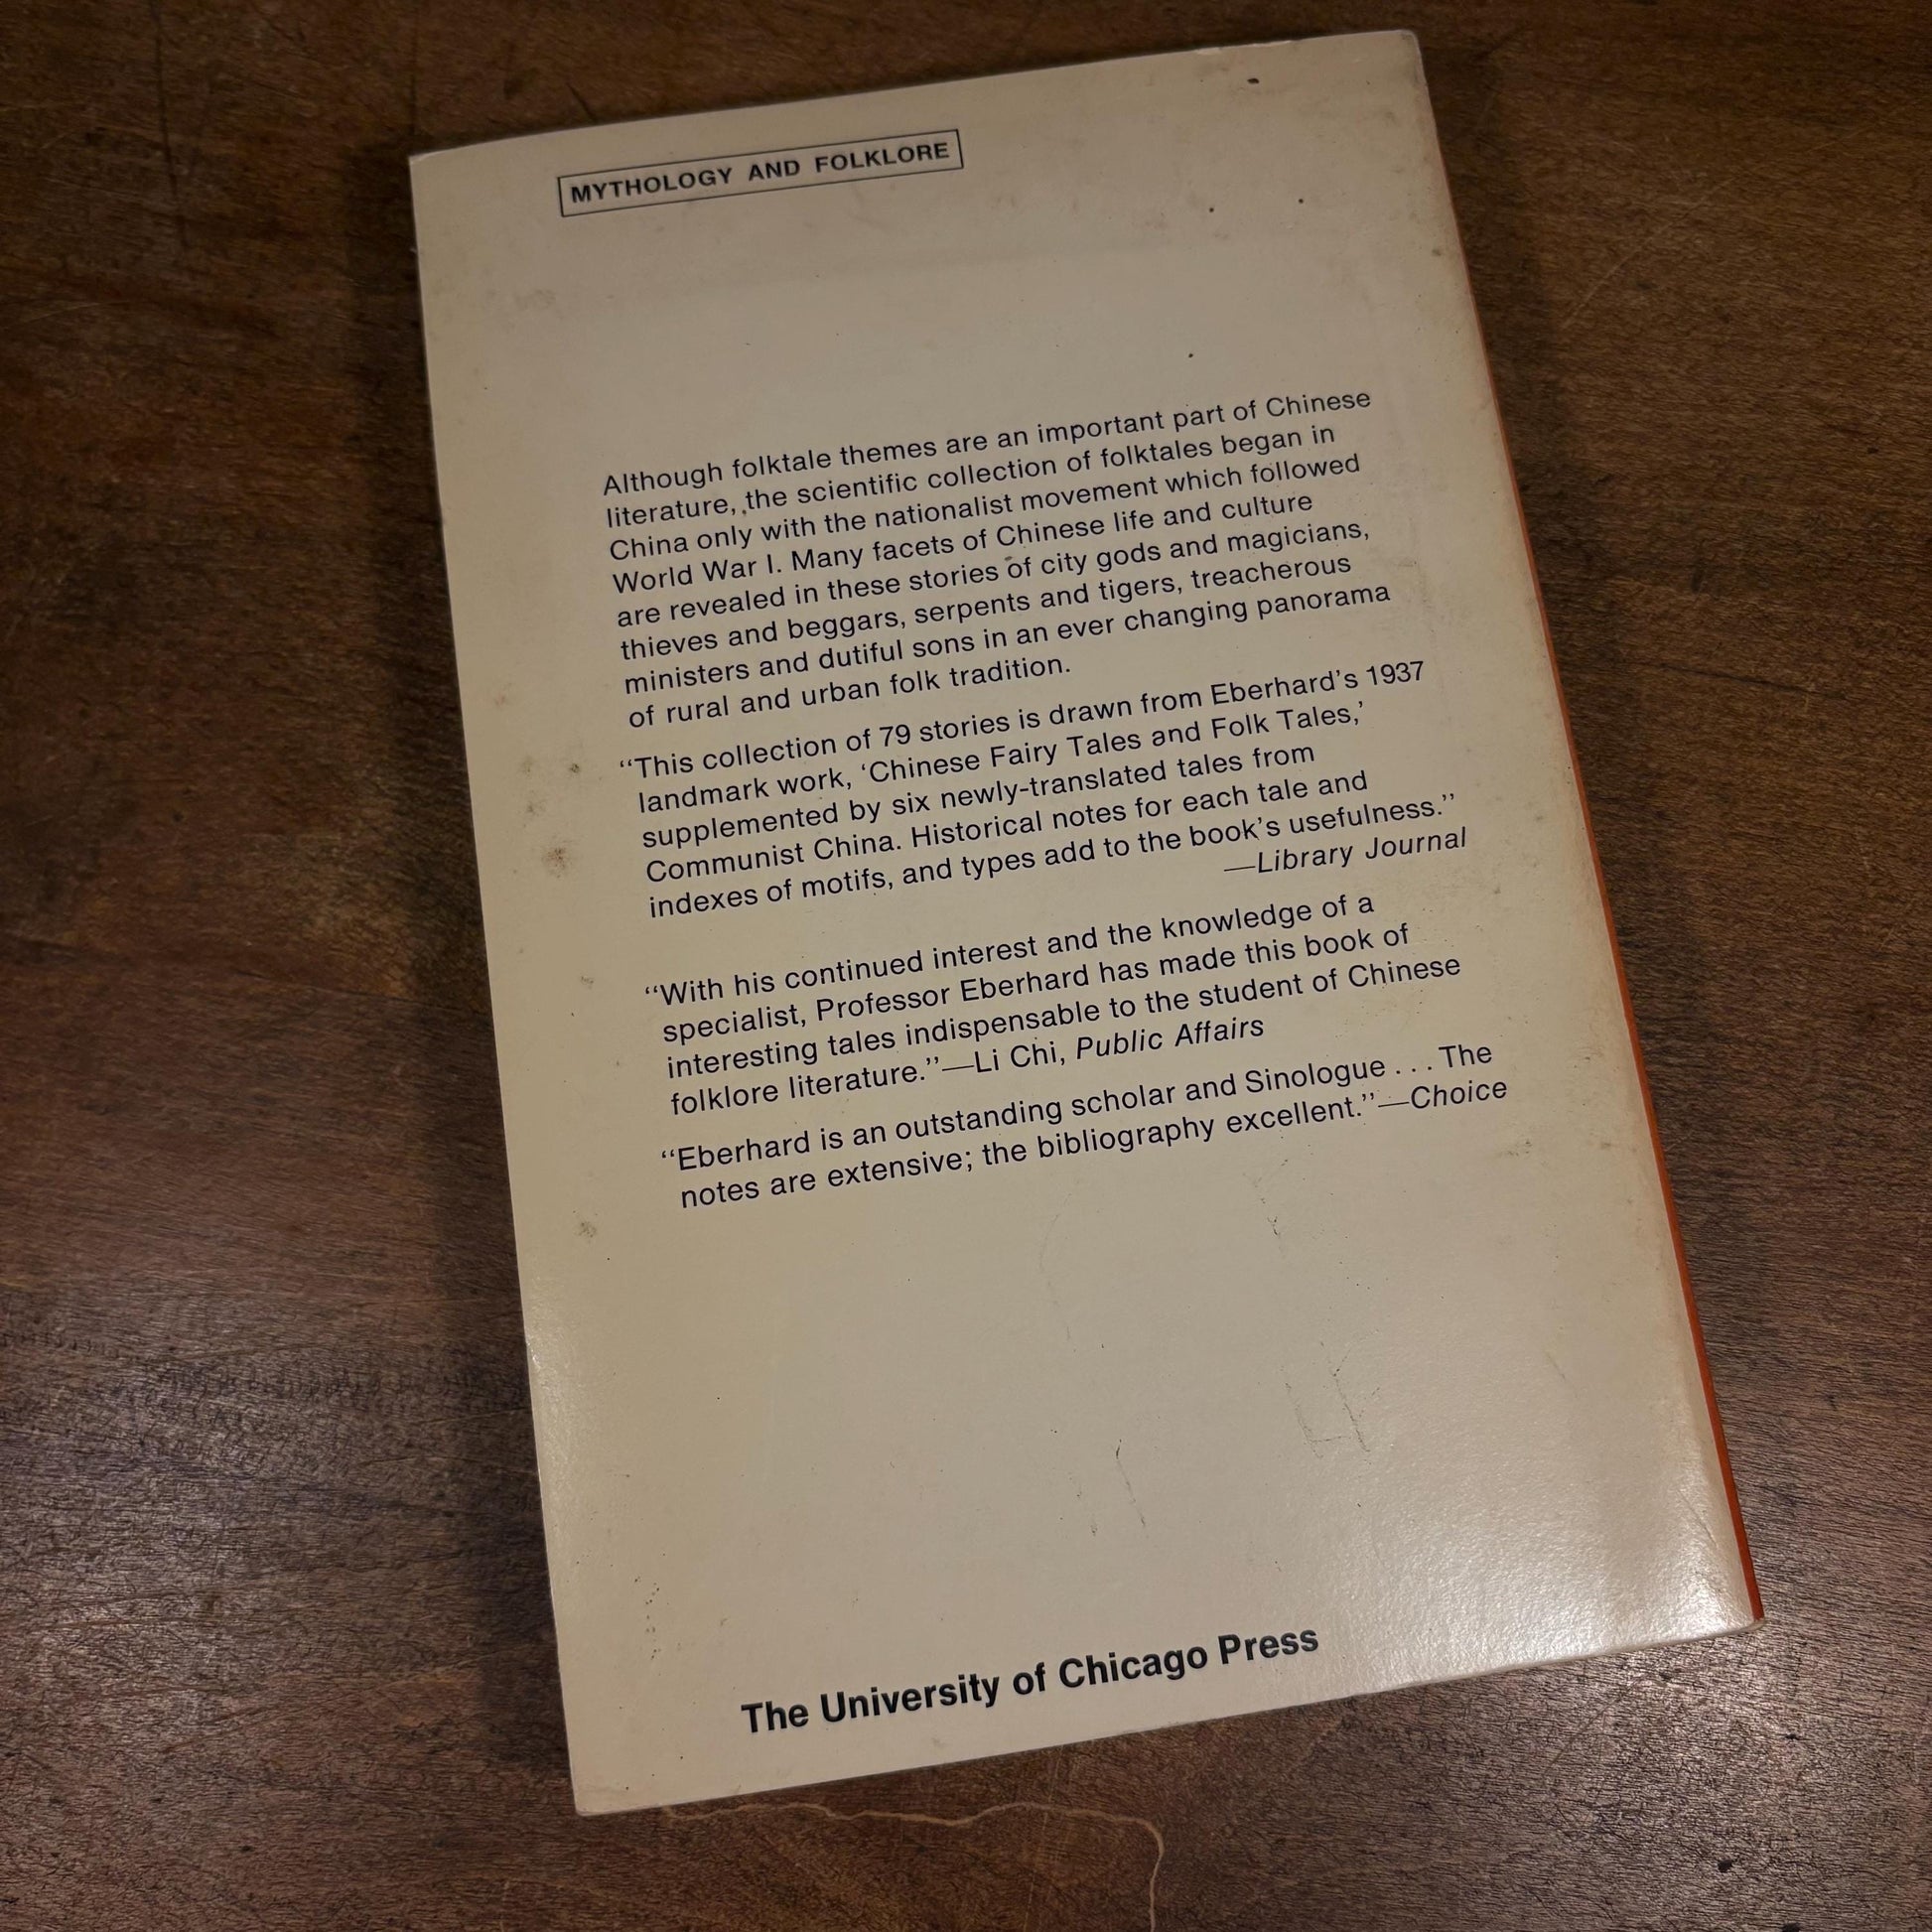 MYTHOLOGY AND FOLKLORE
Although folktale themes are an important part of Chinese
literature, the scientific collection of folktales began in
China only with the nationalist movement which followed
World War I. Many facets of Chinese life and culture
are revealed in these stories of city gods and magicians,
thieves and beggars, serpents and tigers, treacherous
ministers and dutiful sons in an ever changing panorama
of rural and urban folk tradition.
“This collection of 79 stories is drawn from Eberhard’s 1937
landmark work, ‘Chinese Fairy Tales and Folk Tales,’
supplemented by six newly-translated tales from
Communist China. Historical notes for each tale and
indexes of motifs, and types add to the book’s usefulness.”
—Library Journal
“With his continued interest and the knowledge of a
specialist, Professor Eberhard has made this book of
interesting tales indispensable to the student of Chinese
folklore literature.”—Li Chi, Public Affairs
“Eberhard is an outstanding scholar and Sinologue . . . The
notes are extensive; the bibliography excellent.”—Choice
The University of Chicago Press